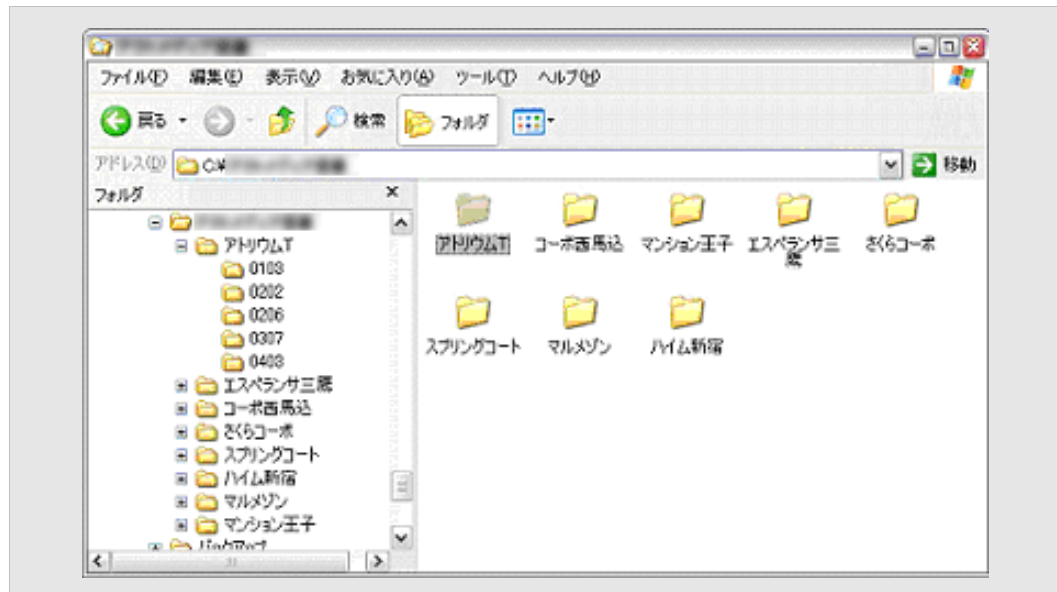 ファイル(F) 編集(E) 表示(V) お気に入り(A) ツール(T) ヘルプ(H)
戻る 検索 フォルダ
アドレス(D) C:¥ 移動
フォルダ
アトリウムT
0103
0202
0206
0307
0403
エスペランサ三鷹
コーポ西馬込
さくらコーポ
スプリングコート
ハイム新宿
マルメゾン
マンション王子
バックアップ
アトリウムT コーポ西馬込 マンション王子 エスペランサ三鷹 さくらコーポ
スプリングコート マルメゾン ハイム新宿